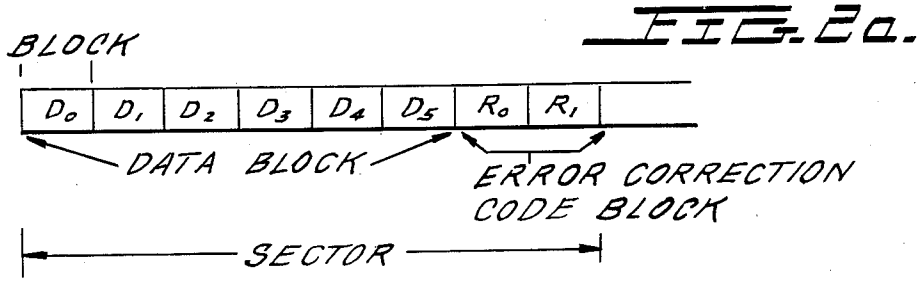 FIG. 2a.
BLOCK
D₀ D₁ D₂ D₃ D₄ D₅ R₀ R₁
DATA BLOCK
ERROR CORRECTION
CODE BLOCK
SECTOR